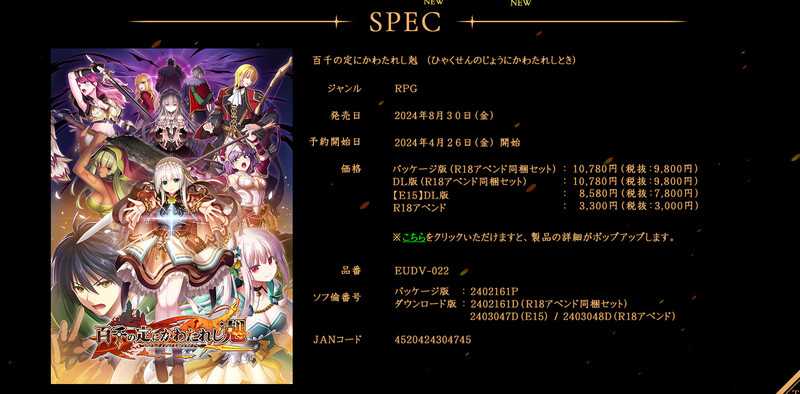 NEW
NEW
SPEC
百千の定にかわたれし剋 (ひゃくせんのじょうにかわたれしとき)
ジャンル RPG
発売日 2024年8月30日(金)
予約開始日 2024年4月26日(金) 開始
価格 パッケージ版(R18アペンド同梱セット) : 10,780円(税抜:9,800円)
DL版(R18アペンド同梱セット) : 10,780円(税抜:9,800円)
【E15】DL版 : 8,580円(税抜:7,800円)
R18アペンド : 3,300円(税抜:3,000円)
※こちらをクリックいただけますと、製品の詳細がポップアップします。
品番 EUDV-022
ソフ倫番号 パッケージ版 : 2402161P
ダウンロード版 : 2402161D(R18アペンド同梱セット)
2403047D(E15) / 2403048D(R18アペンド)
JANコード 4520424304745
百千の定にかわたれし剋